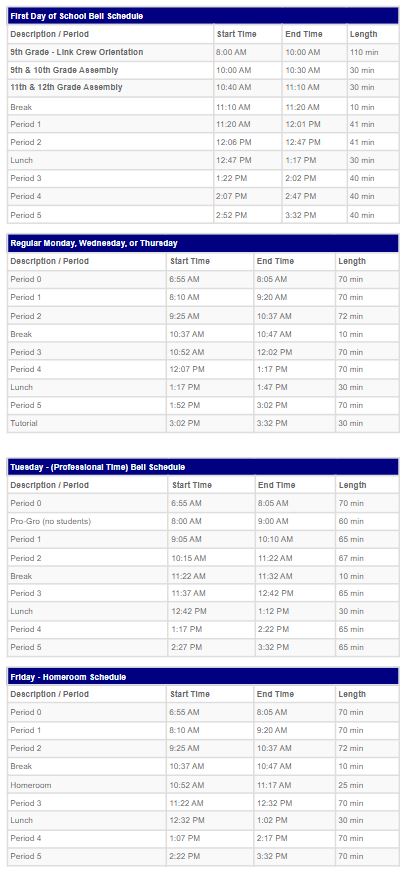 First Day of School Bell Schedule
Description / Period Start Time End Time Length
9th Grade - Link Crew Orientation 8:00 AM 10:00 AM 110 min
9th & 10th Grade Assembly 10:00 AM 10:30 AM 30 min
11th & 12th Grade Assembly 10:40 AM 11:10 AM 30 min
Break 11:10 AM 11:20 AM 10 min
Period 1 11:20 AM 12:01 PM 41 min
Period 2 12:06 PM 12:47 PM 41 min
Lunch 12:47 PM 1:17 PM 30 min
Period 3 1:22 PM 2:02 PM 40 min
Period 4 2:07 PM 2:47 PM 40 min
Period 5 2:52 PM 3:32 PM 40 min
Regular Monday, Wednesday, or Thursday
Description / Period Start Time End Time Length
Period 0 6:55 AM 8:05 AM 70 min
Period 1 8:10 AM 9:20 AM 70 min
Period 2 9:25 AM 10:37 AM 72 min
Break 10:37 AM 10:47 AM 10 min
Period 3 10:52 AM 12:02 PM 70 min
Period 4 12:07 PM 1:17 PM 70 min
Lunch 1:17 PM 1:47 PM 30 min
Period 5 1:52 PM 3:02 PM 70 min
Tutorial 3:02 PM 3:32 PM 30 min
Tuesday - (Professional Time) Bell Schedule
Description / Period Start Time End Time Length
Period 0 6:55 AM 8:05 AM 70 min
Pro-Gro (no students) 8:00 AM 9:00 AM 60 min
Period 1 9:05 AM 10:10 AM 65 min
Period 2 10:15 AM 11:22 AM 67 min
Break 11:22 AM 11:32 AM 10 min
Period 3 11:37 AM 12:42 PM 65 min
Lunch 12:42 PM 1:12 PM 30 min
Period 4 1:17 PM 2:22 PM 65 min
Period 5 2:27 PM 3:32 PM 65 min
Friday - Homeroom Schedule
Description / Period Start Time End Time Length
Period 0 6:55 AM 8:05 AM 70 min
Period 1 8:10 AM 9:20 AM 70 min
Period 2 9:25 AM 10:37 AM 72 min
Break 10:37 AM 10:47 AM 10 min
Homeroom 10:52 AM 11:17 AM 25 min
Period 3 11:22 AM 12:32 PM 70 min
Lunch 12:32 PM 1:02 PM 30 min
Period 4 1:07 PM 2:17 PM 70 min
Period 5 2:22 PM 3:32 PM 70 min